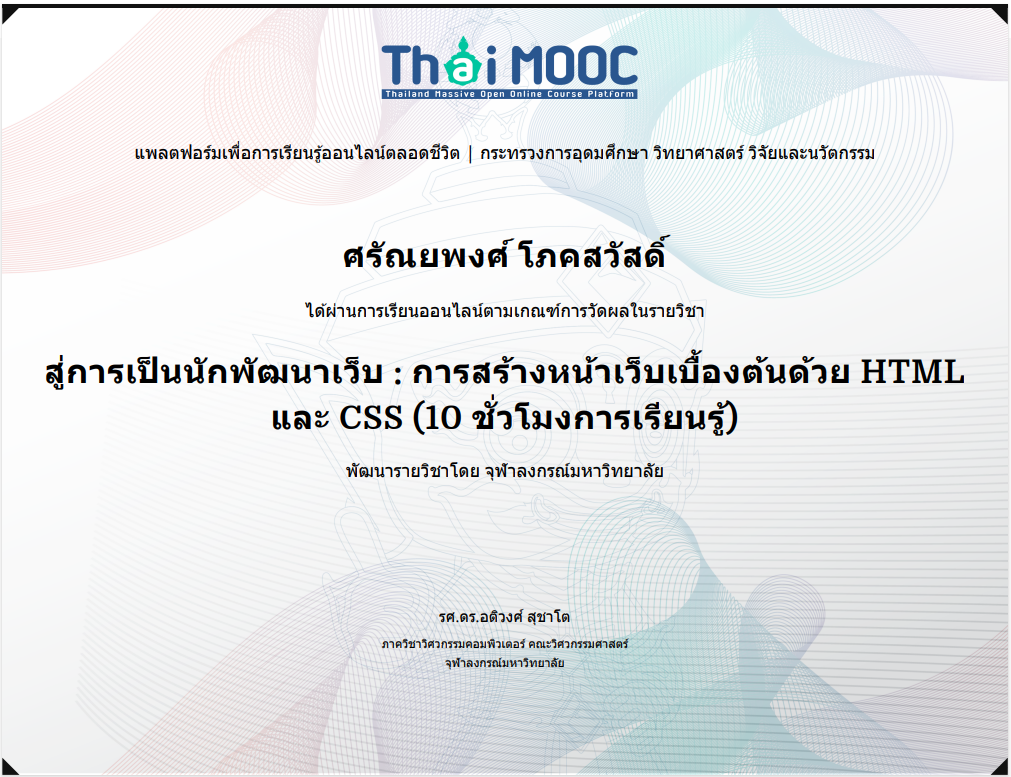 Thai MOOC
Thailand Massive Open Online Course Platform
แพลตฟอร์มเพื่อการเรียนรู้ออนไลน์ตลอดชีวิต | กระทรวงการอุดมศึกษา วิทยาศาสตร์ วิจัยและนวัตกรรม
ศรัณยพงศ์ โภคสวัสดิ์
ได้ผ่านการเรียนออนไลน์ตามเกณฑ์การวัดผลในรายวิชา
สู่การเป็นนักพัฒนาเว็บ : การสร้างหน้าเว็บเบื้องต้นด้วย HTML
และ CSS (10 ชั่วโมงการเรียนรู้)
พัฒนารายวิชาโดย จุฬาลงกรณ์มหาวิทยาลัย
รศ.ดร.อติวงศ์ สุชาโต
ภาควิชาวิศวกรรมคอมพิวเตอร์ คณะวิศวกรรมศาสตร์
จุฬาลงกรณ์มหาวิทยาลัย